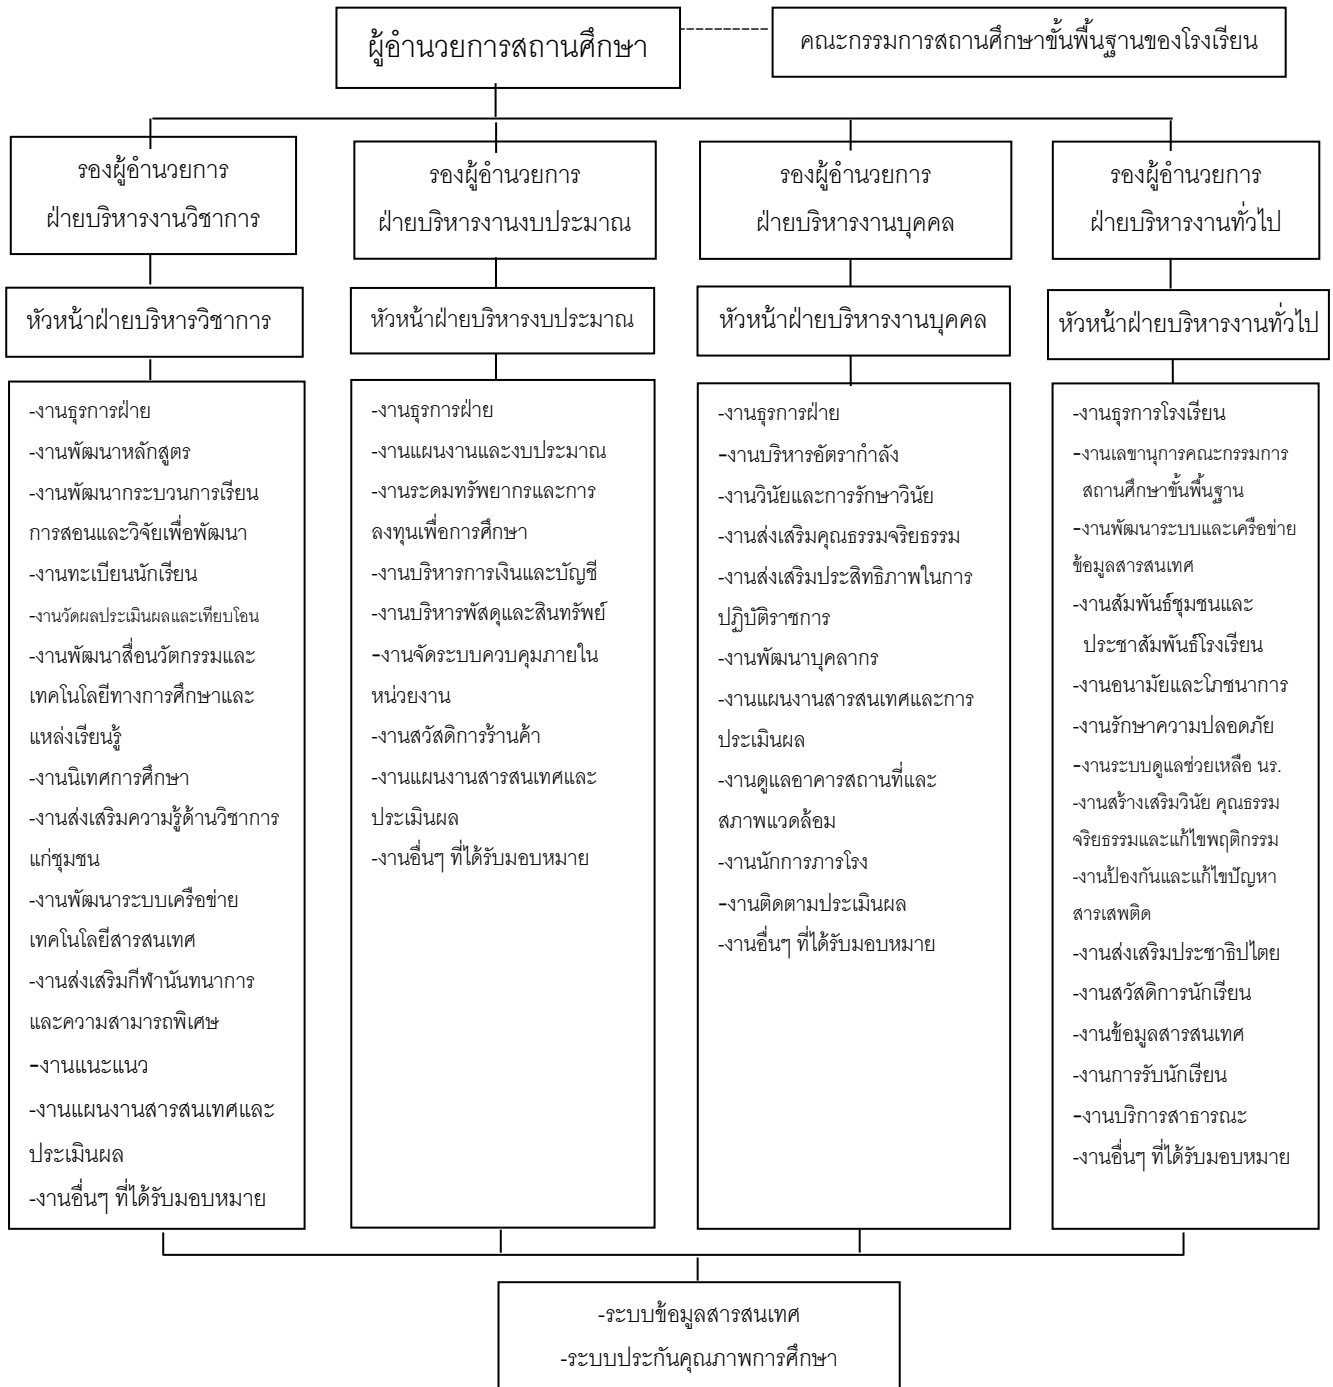 ผู้อำนวยการสถานศึกษา
คณะกรรมการสถานศึกษาขั้นพื้นฐานของโรงเรียน
รองผู้อำนวยการ
ฝ่ายบริหารงานวิชาการ
รองผู้อำนวยการ
ฝ่ายบริหารงานงบประมาณ
รองผู้อำนวยการ
ฝ่ายบริหารงานบุคคล
รองผู้อำนวยการ
ฝ่ายบริหารงานทั่วไป
หัวหน้าฝ่ายบริหารวิชาการ
หัวหน้าฝ่ายบริหารงบประมาณ
หัวหน้าฝ่ายบริหารงานบุคคล
หัวหน้าฝ่ายบริหารงานทั่วไป
-งานธุรการฝ่าย
-งานพัฒนาหลักสูตร
-งานพัฒนากระบวนการเรียน
การสอนและวิจัยเพื่อพัฒนา
-งานทะเบียนนักเรียน
-งานวัดผลประเมินผลและเทียบโอน
-งานพัฒนาสื่อนวัตกรรมและ
เทคโนโลยีทางการศึกษาและ
แหล่งเรียนรู้
-งานนิเทศการศึกษา
-งานส่งเสริมความรู้ด้านวิชาการ
แก่ชุมชน
-งานพัฒนาระบบเครือข่าย
เทคโนโลยีสารสนเทศ
-งานส่งเสริมกีฬานันทนาการ
และความสามารถพิเศษ
-งานแนะแนว
-งานแผนงานสารสนเทศและ
ประเมินผล
-งานอื่นๆ ที่ได้รับมอบหมาย
-งานธุรการฝ่าย
-งานแผนงานและงบประมาณ
-งานระดมทรัพยากรและการ
ลงทุนเพื่อการศึกษา
-งานบริหารการเงินและบัญชี
-งานบริหารพัสดุและสินทรัพย์
-งานจัดระบบควบคุมภายใน
หน่วยงาน
-งานสวัสดิการร้านค้า
-งานแผนงานสารสนเทศและ
ประเมินผล
-งานอื่นๆ ที่ได้รับมอบหมาย
-งานธุรการฝ่าย
-งานบริหารอัตรากำลัง
-งานวินัยและการรักษาวินัย
-งานส่งเสริมคุณธรรมจริยธรรม
-งานส่งเสริมประสิทธิภาพในการ
ปฏิบัติราชการ
-งานพัฒนาบุคลากร
-งานแผนงานสารสนเทศและการ
ประเมินผล
-งานดูแลอาคารสถานที่และ
สภาพแวดล้อม
-งานนักการภารโรง
-งานติดตามประเมินผล
-งานอื่นๆ ที่ได้รับมอบหมาย
-งานธุรการโรงเรียน
-งานเลขานุการคณะกรรมการ
สถานศึกษาขั้นพื้นฐาน
-งานพัฒนาระบบและเครือข่าย
ข้อมูลสารสนเทศ
-งานสัมพันธ์ชุมชนและ
ประชาสัมพันธ์โรงเรียน
-งานอนามัยและโภชนาการ
-งานรักษาความปลอดภัย
-งานระบบดูแลช่วยเหลือ นร.
-งานสร้างเสริมวินัย คุณธรรม
จริยธรรมและแก้ไขพฤติกรรม
-งานป้องกันและแก้ไขปัญหา
สารเสพติด
-งานส่งเสริมประชาธิปไตย
-งานสวัสดิการนักเรียน
-งานข้อมูลสารสนเทศ
-งานการรับนักเรียน
-งานบริการสาธารณะ
-งานอื่นๆ ที่ได้รับมอบหมาย
-ระบบข้อมูลสารสนเทศ
-ระบบประกันคุณภาพการศึกษา